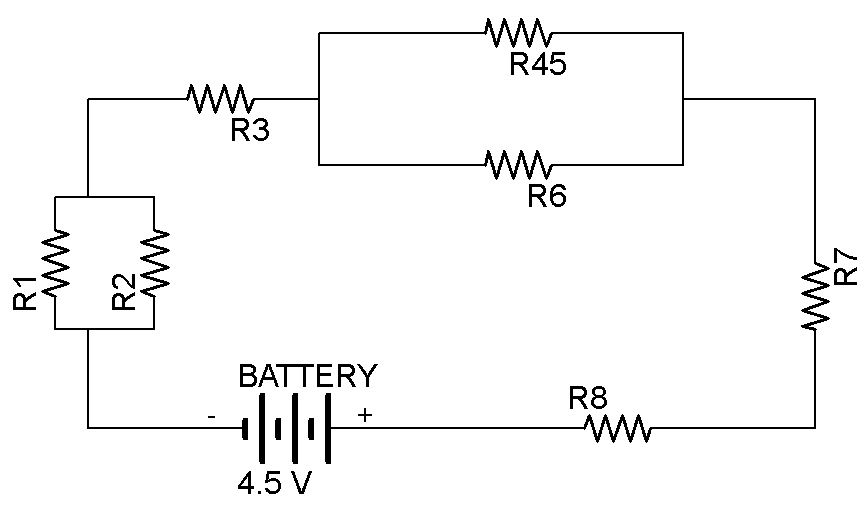 R45
R3
R6
R1
R2
R7
BATTERY
- +
R8
4.5 V